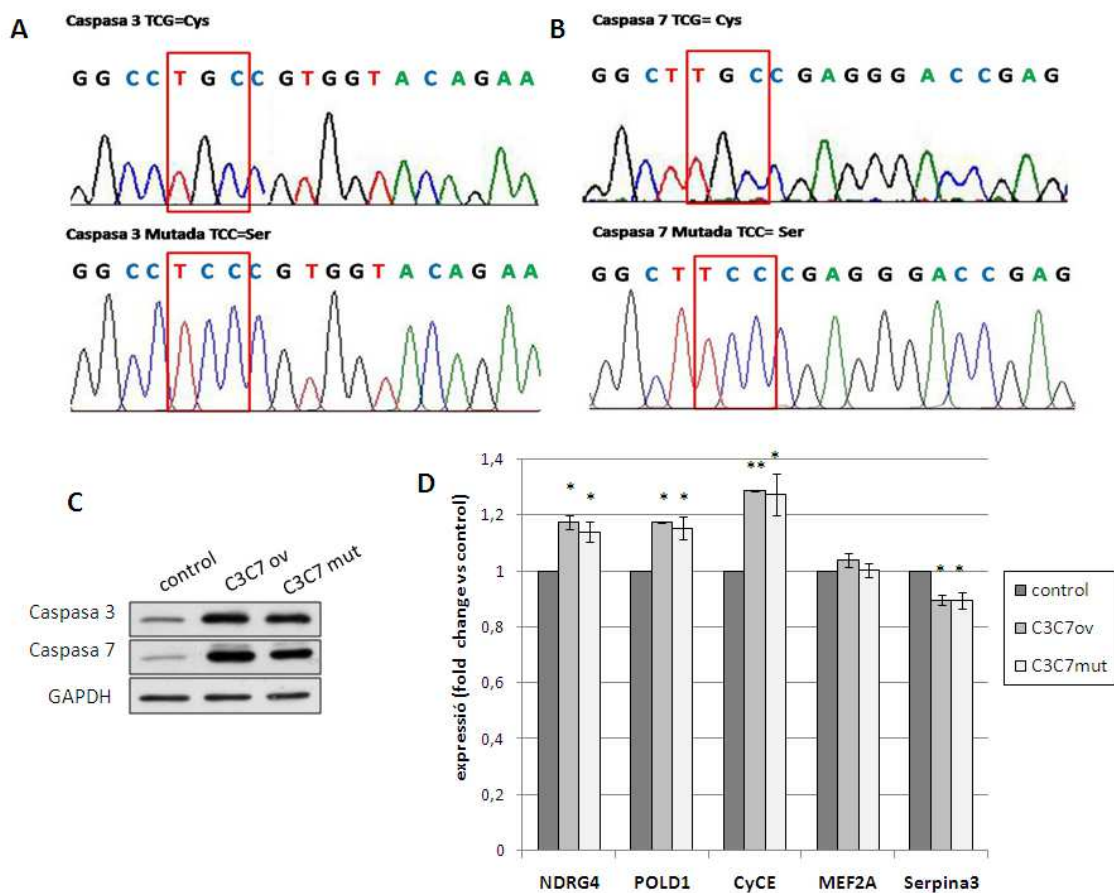 A
Caspasa 3 TCG=Cys
G G C C T G C C G T G G T A C A G A A
Caspasa 3 Mutada TCC=Ser
G G C C T C C C G T G G T A C A G A A
B
Caspasa 7 TGC= Cys
G G C T T G C C G A G G G A C C G A G
Caspasa 7 Mutada TCC= Ser
G G C T T C C C G A G G G A C C G A G
C
control C3C7 ov C3C7 mut
Caspasa 3
Caspasa 7
GAPDH
D
expressió (fold change vs control)
1,4
1,2
1
0,8
0,6
0,4
0,2
0
* * * * ** * * *
NDRG4 POLD1 CyCE MEF2A Serpina3
control
C3C7ov
C3C7mut